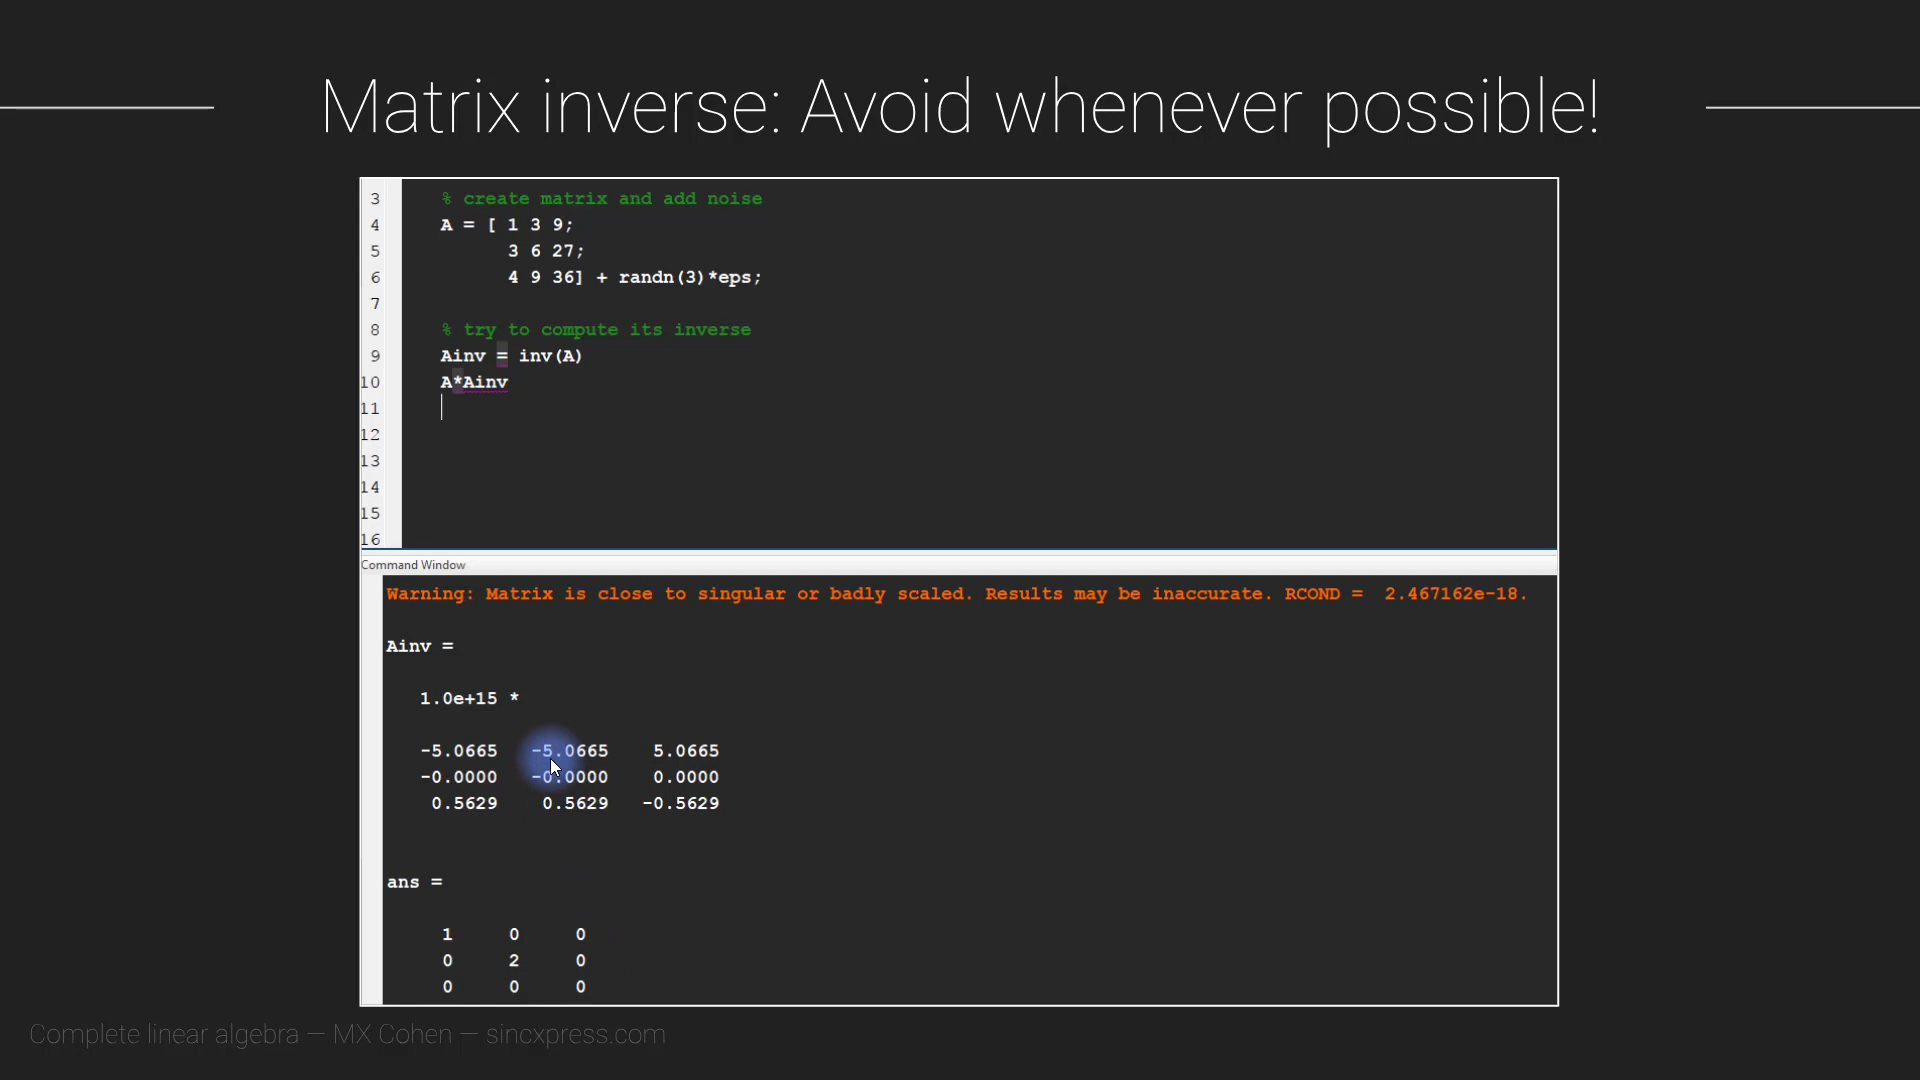 Matrix inverse: Avoid whenever possible!
3 % create matrix and add noise
4 A = [ 1 3 9;
5 3 6 27;
6 4 9 36] + randn(3)*eps;
7
8 % try to compute its inverse
9 Ainv = inv(A)
10 A*Ainv
11
12
13
14
15
16
Command Window
Warning: Matrix is close to singular or badly scaled. Results may be inaccurate. RCOND = 2.467162e-18.
Ainv =
1.0e+15 *
-5.0665 -5.0665 5.0665
-0.0000 -0.0000 0.0000
0.5629 0.5629 -0.5629
ans =
1 0 0
0 2 0
0 0 0
Complete linear algebra — MX Cohen — sincxpress.com